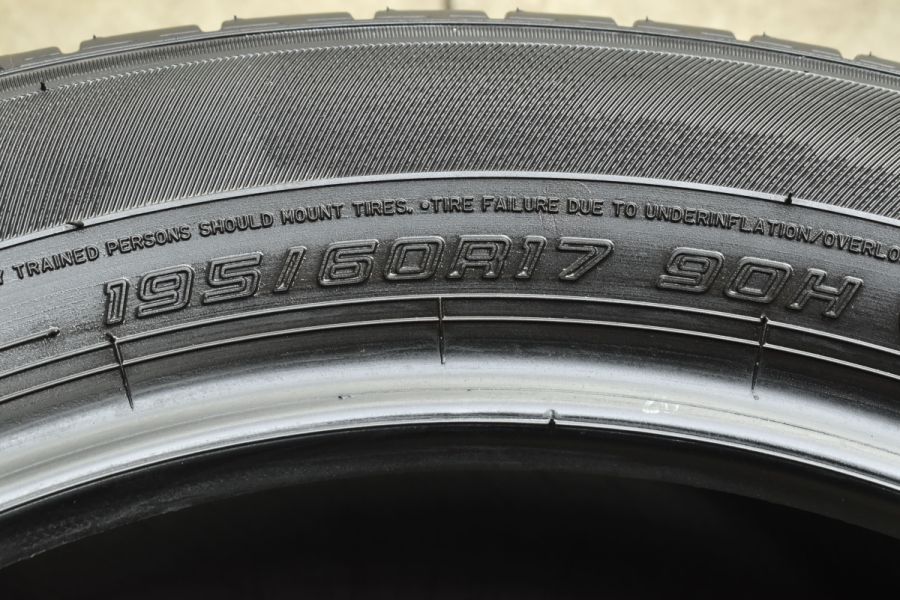 Y TRAINED PERSONS SHOULD MOUNT TIRES. •TIRE FAILURE DUE TO UNDERINFLATION/OVERLO
195/60R17 90H